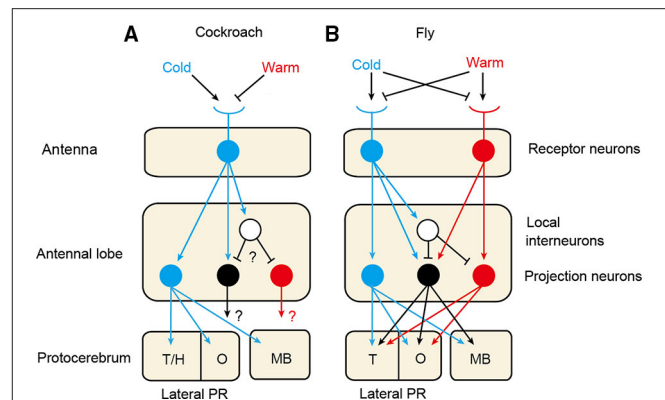 A Cockroach
B Fly
Cold Warm
Cold Warm
Antenna
Receptor neurons
?
Local interneurons
Antennal lobe
Projection neurons
? ?
Protocerebrum
T/H O MB
T O MB
Lateral PR
Lateral PR